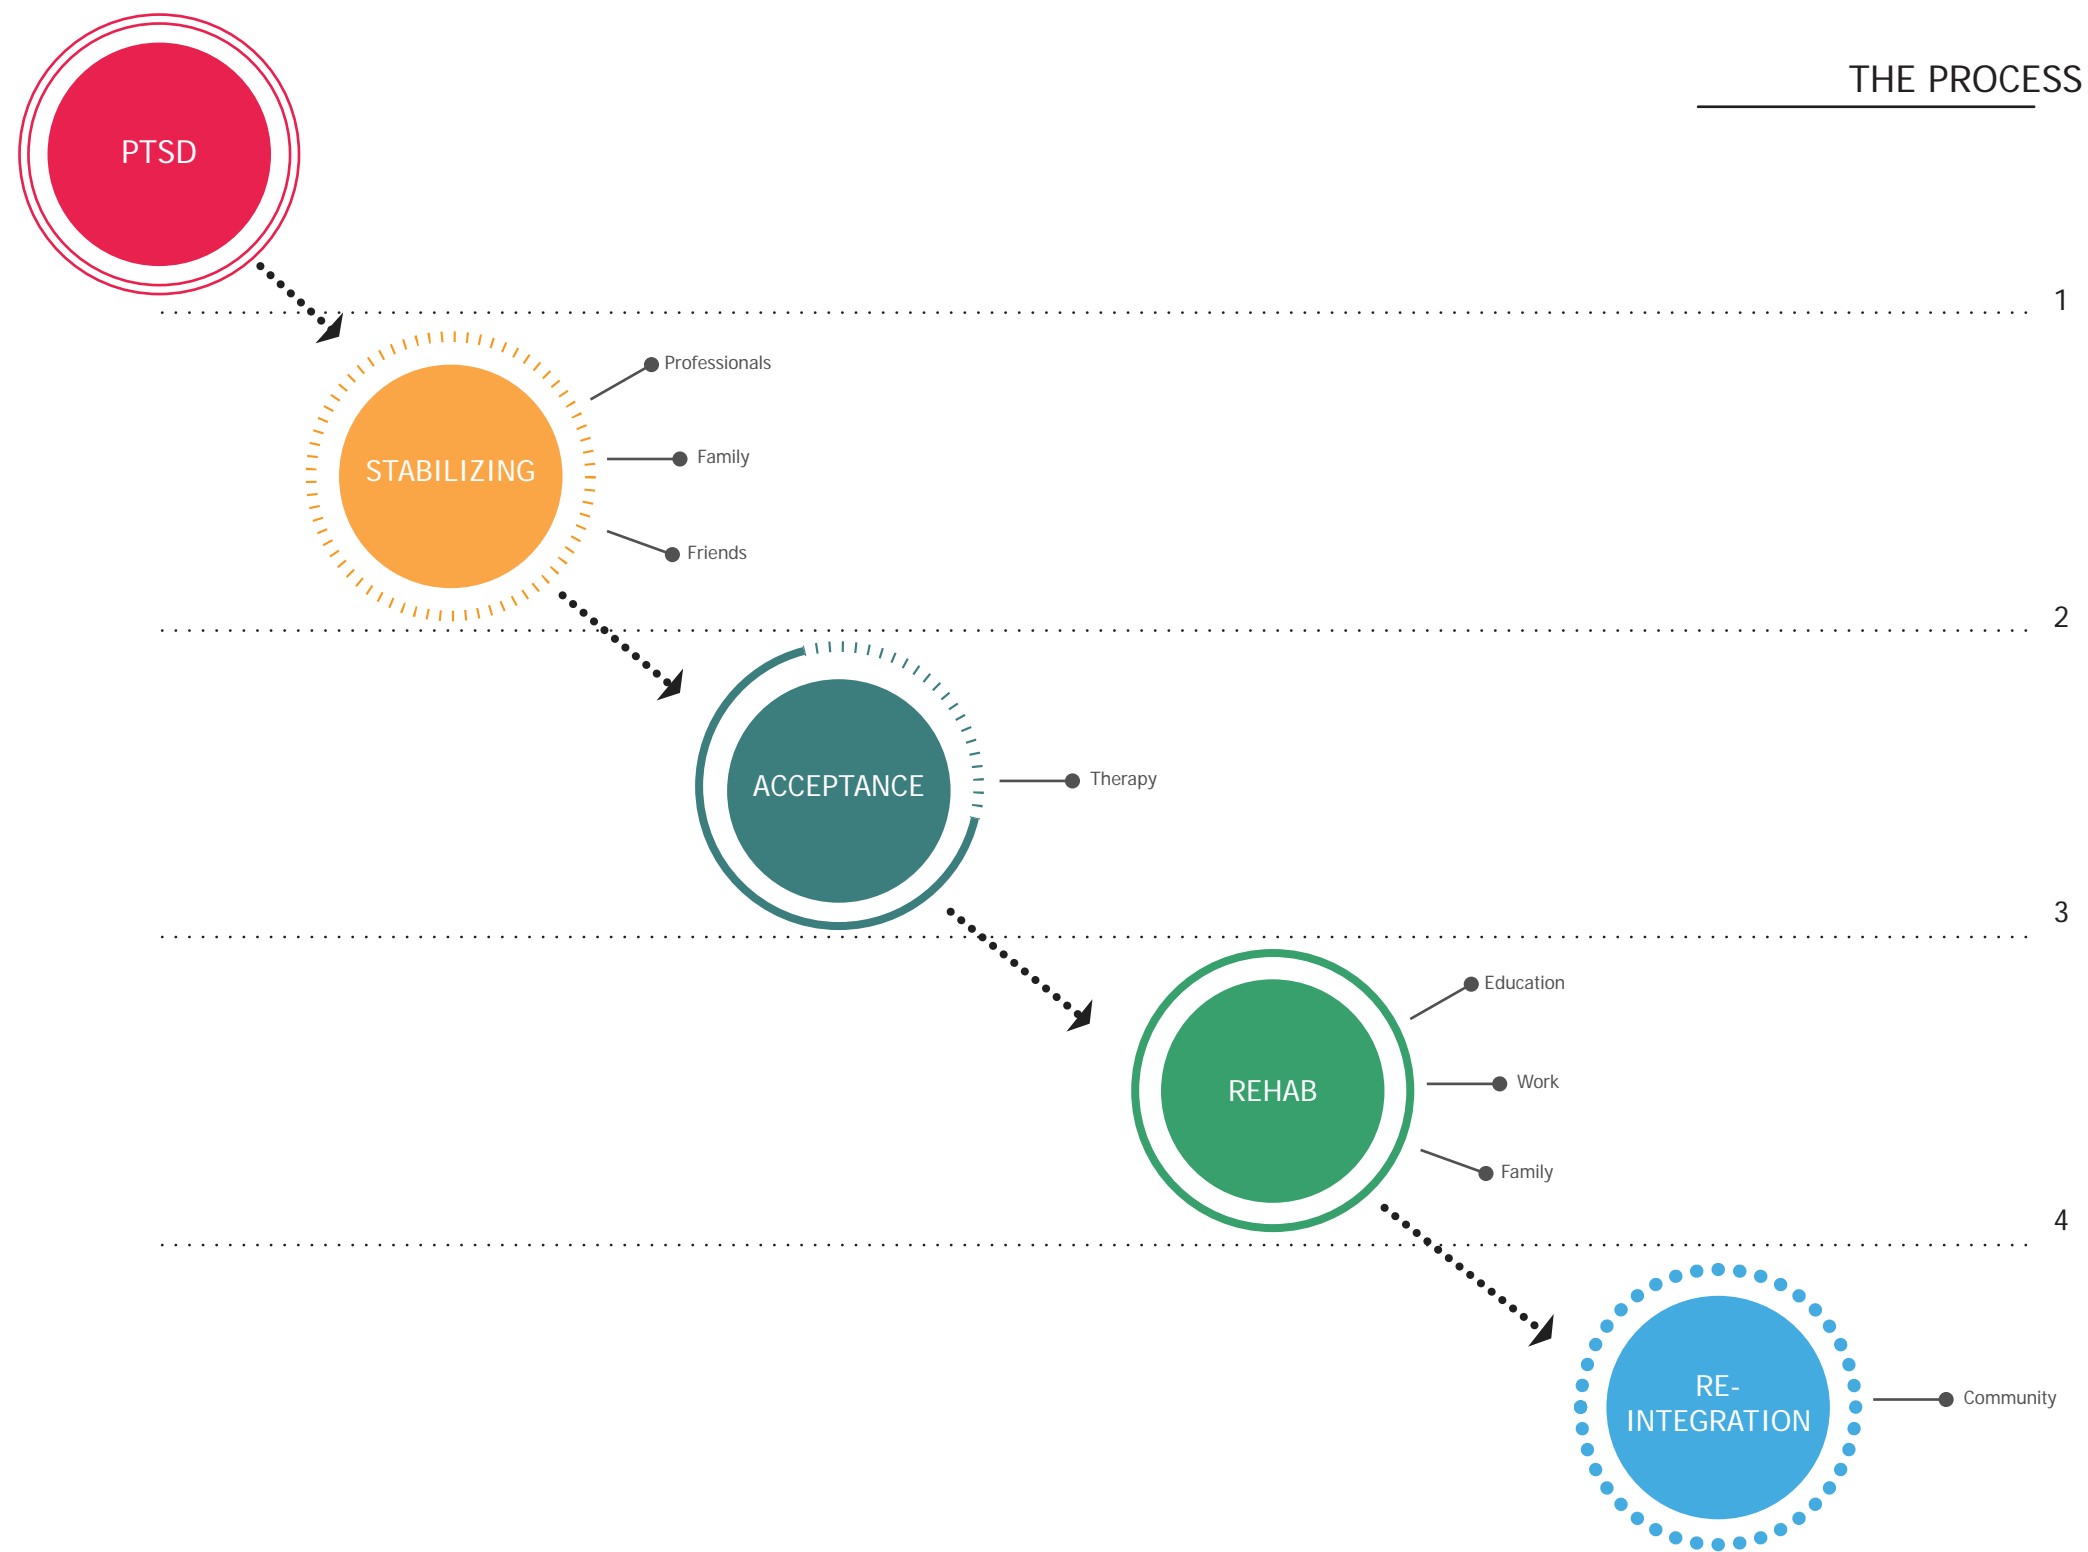 THE PROCESS
PTSD
1
Professionals
STABILIZING
Family
Friends
2
ACCEPTANCE
Therapy
3
Education
REHAB
Work
Family
4
RE-
INTEGRATION
Community